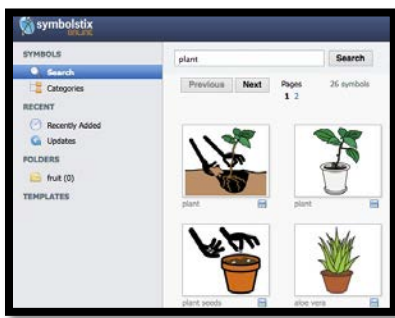 symbolstix
ONLINE
SYMBOLS
Search
Categories
RECENT
Recently Added
Updates
FOLDERS
fruit (0)
TEMPLATES
plant
Search
Previous Next Pages 26 symbols
1 2
plant plant
plant seeds aloe vera